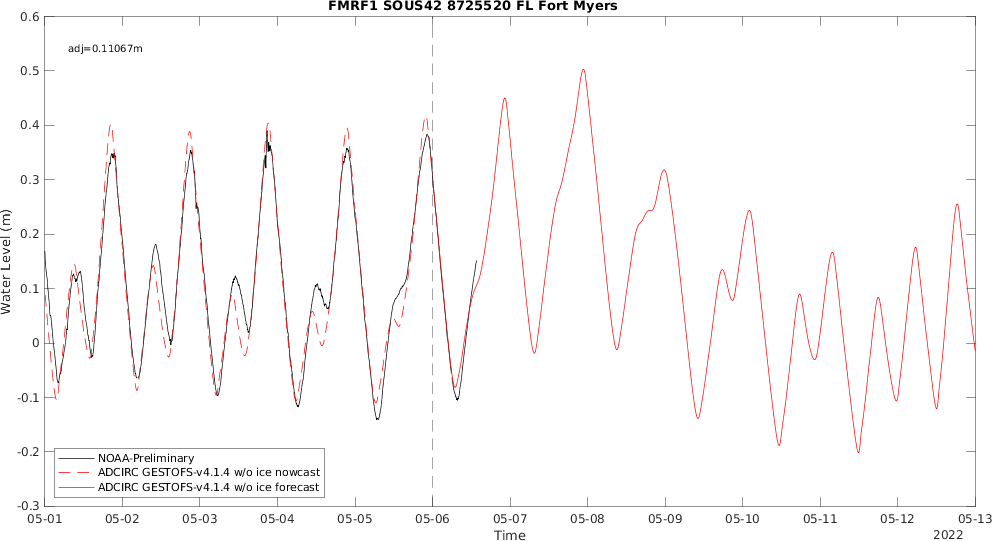 FMRF1 SOUS42 8725520 FL Fort Myers
0.6
adj=0.11067m
0.5
0.4
0.3
0.2
0.1
0
-0.1
-0.2
-0.3
Water Level (m)
NOAA-Preliminary
ADCIRC GESTOFS-v4.1.4 w/o ice nowcast
ADCIRC GESTOFS-v4.1.4 w/o ice forecast
05-01 05-02 05-03 05-04 05-05 05-06 05-07 05-08 05-09 05-10 05-11 05-12 05-13
Time
2022